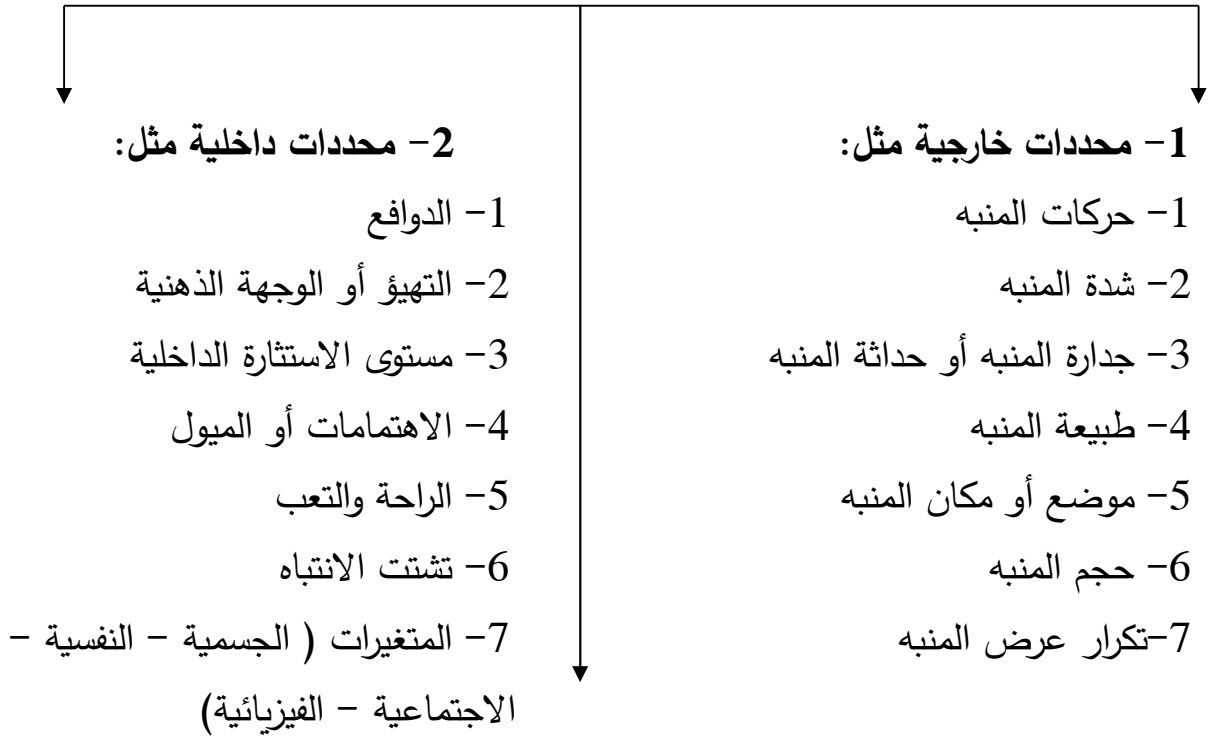 1- محددات خارجية مثل:
1- حركات المنبه
2- شدة المنبه
3- جدارة المنبه أو حداثة المنبه
4- طبيعة المنبه
5- موضع أو مكان المنبه
6- حجم المنبه
7-تكرار عرض المنبه
2- محددات داخلية مثل:
1- الدوافع
2- التهيؤ أو الوجهة الذهنية
3- مستوى الاستثارة الداخلية
4- الاهتمامات أو الميول
5- الراحة والتعب
6- تشتت الانتباه
7- المتغيرات ( الجسمية - النفسية -
الاجتماعية - الفيزيائية)